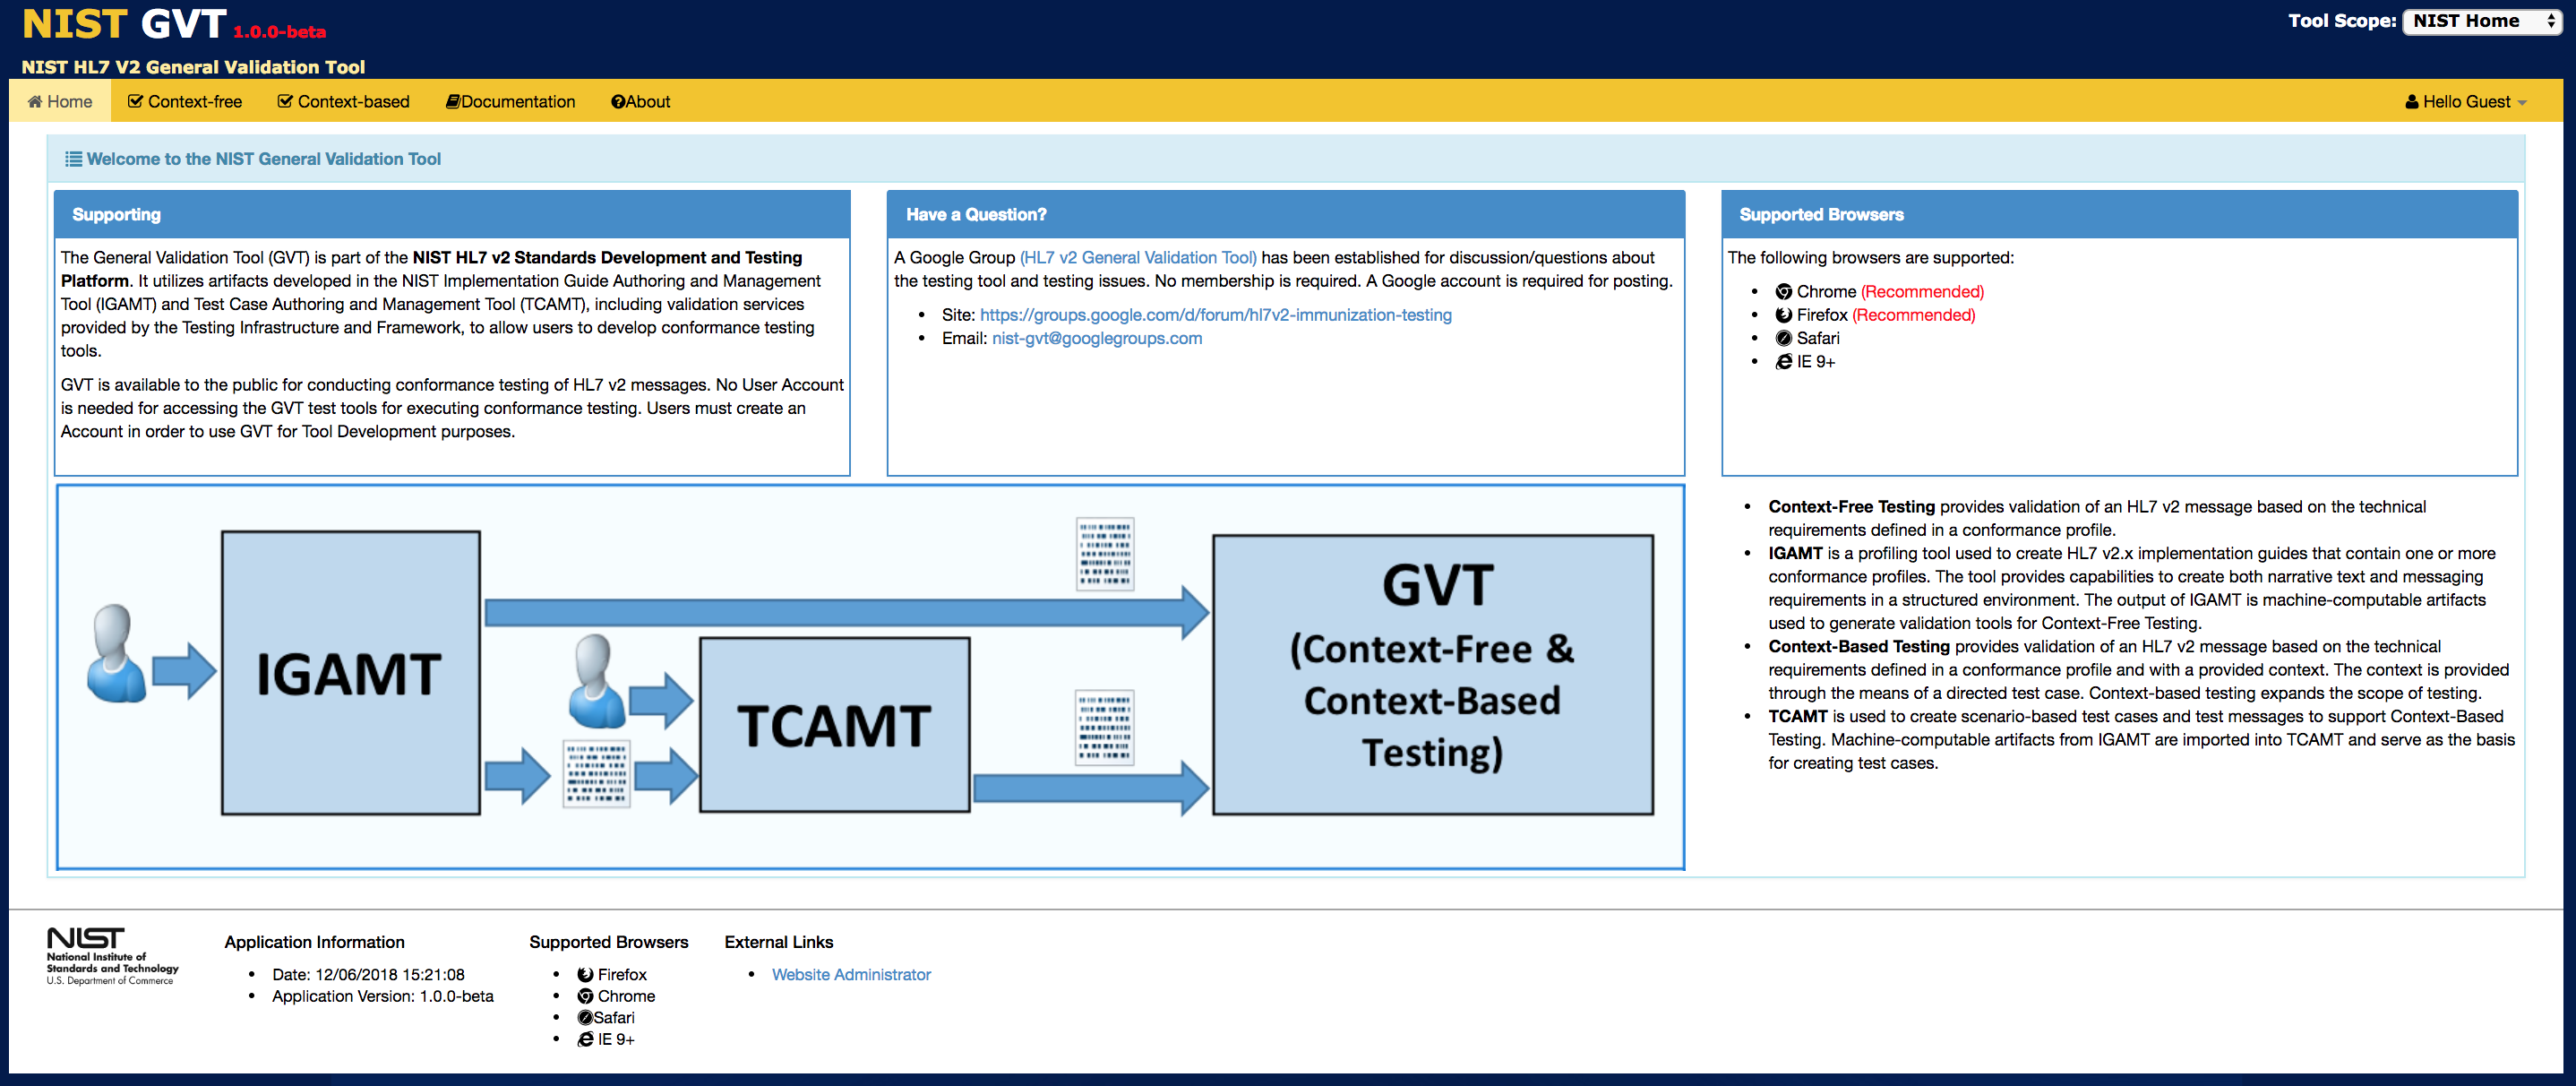 NIST GVT 1.0.0-beta
Tool Scope: NIST Home
NIST HL7 V2 General Validation Tool
Home Context-free Context-based Documentation About Hello Guest
Welcome to the NIST General Validation Tool
Supporting
The General Validation Tool (GVT) is part of the NIST HL7 v2 Standards Development and Testing
Platform. It utilizes artifacts developed in the NIST Implementation Guide Authoring and Management
Tool (IGAMT) and Test Case Authoring and Management Tool (TCAMT), including validation services
provided by the Testing Infrastructure and Framework, to allow users to develop conformance testing
tools.
GVT is available to the public for conducting conformance testing of HL7 v2 messages. No User Account
is needed for accessing the GVT test tools for executing conformance testing. Users must create an
Account in order to use GVT for Tool Development purposes.
Have a Question?
A Google Group (HL7 v2 General Validation Tool) has been established for discussion/questions about
the testing tool and testing issues. No membership is required. A Google account is required for posting.
• Site: https://groups.google.com/d/forum/hl7v2-immunization-testing
• Email: nist-gvt@googlegroups.com
Supported Browsers
The following browsers are supported:
• Chrome (Recommended)
• Firefox (Recommended)
• Safari
• IE 9+
IGAMT
TCAMT
GVT
(Context-Free &
Context-Based
Testing)
• Context-Free Testing provides validation of an HL7 v2 message based on the technical
requirements defined in a conformance profile.
• IGAMT is a profiling tool used to create HL7 v2.x implementation guides that contain one or more
conformance profiles. The tool provides capabilities to create both narrative text and messaging
requirements in a structured environment. The output of IGAMT is machine-computable artifacts
used to generate validation tools for Context-Free Testing.
• Context-Based Testing provides validation of an HL7 v2 message based on the technical
requirements defined in a conformance profile and with a provided context. The context is provided
through the means of a directed test case. Context-based testing expands the scope of testing.
• TCAMT is used to create scenario-based test cases and test messages to support Context-Based
Testing. Machine-computable artifacts from IGAMT are imported into TCAMT and serve as the basis
for creating test cases.
NIST
National Institute of
Standards and Technology
U.S. Department of Commerce
Application Information
• Date: 12/06/2018 15:21:08
• Application Version: 1.0.0-beta
Supported Browsers
• Firefox
• Chrome
• Safari
• IE 9+
External Links
• Website Administrator